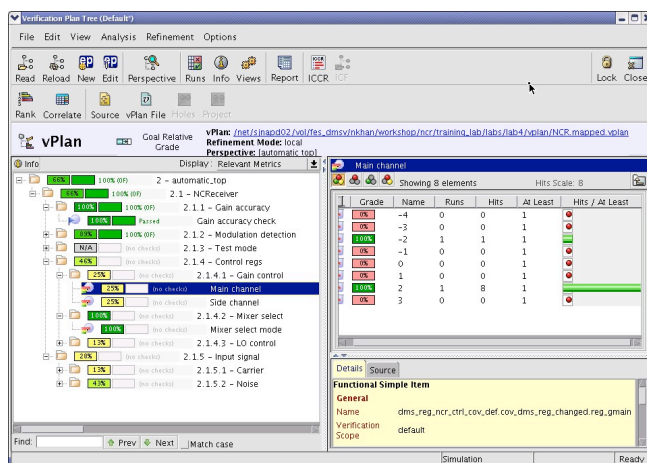 Verification Plan Tree (Default*)
File Edit View Analysis Refinement Options
Read Reload New Edit Perspective Runs Info Views Report ICCR ICF Lock Close
Rank Correlate Source vPlan File Holes Project
vPlan Goal Relative Grade
vPlan: /net/sjnapd02/vol/fes_dmsv/nkhan/workshop/ncr/training_lab/labs/lab4/vplan/NCR.mapped.vplan
Refinement Mode: local
Perspective: [automatic_top]
Info Display: Relevant Metrics
66% 100% (OF) 2 - automatic_top
66% 100% (OF) 2.1 - NCReceiver
100% 100% (OF) 2.1.1 - Gain accuracy
100% Passed Gain accuracy check
89% 100% (OF) 2.1.2 - Modulation detection
N/A (no checks) 2.1.3 - Test mode
46% (no checks) 2.1.4 - Control regs
25% (no checks) 2.1.4.1 - Gain control
25% (no checks) Main channel
25% (no checks) Side channel
100% (no checks) 2.1.4.2 - Mixer select
100% (no checks) Mixer select mode
13% (no checks) 2.1.4.3 - LO control
28% (no checks) 2.1.5 - Input signal
13% (no checks) 2.1.5.1 - Carrier
43% (no checks) 2.1.5.2 - Noise
Find: Prev Next Match case
Main channel
Showing 8 elements Hits Scale: 8
Grade Name Runs Hits At Least Hits / At Least
0% -4 0 0 1
0% -3 0 0 1
100% -2 1 1 1
0% -1 0 0 1
0% 0 0 0 1
0% 1 0 0 1
100% 2 1 8 1
0% 3 0 0 1
Details Source
Functional Simple Item
General
Name dms_reg_ncr_ctrl_cov_def.cov_dms_reg_changed.reg_gmain
Verification Scope default
Simulation Ready